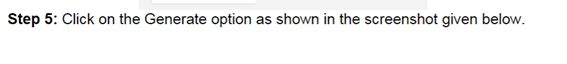 Step 5: Click on the Generate option as shown in the screenshot given below.